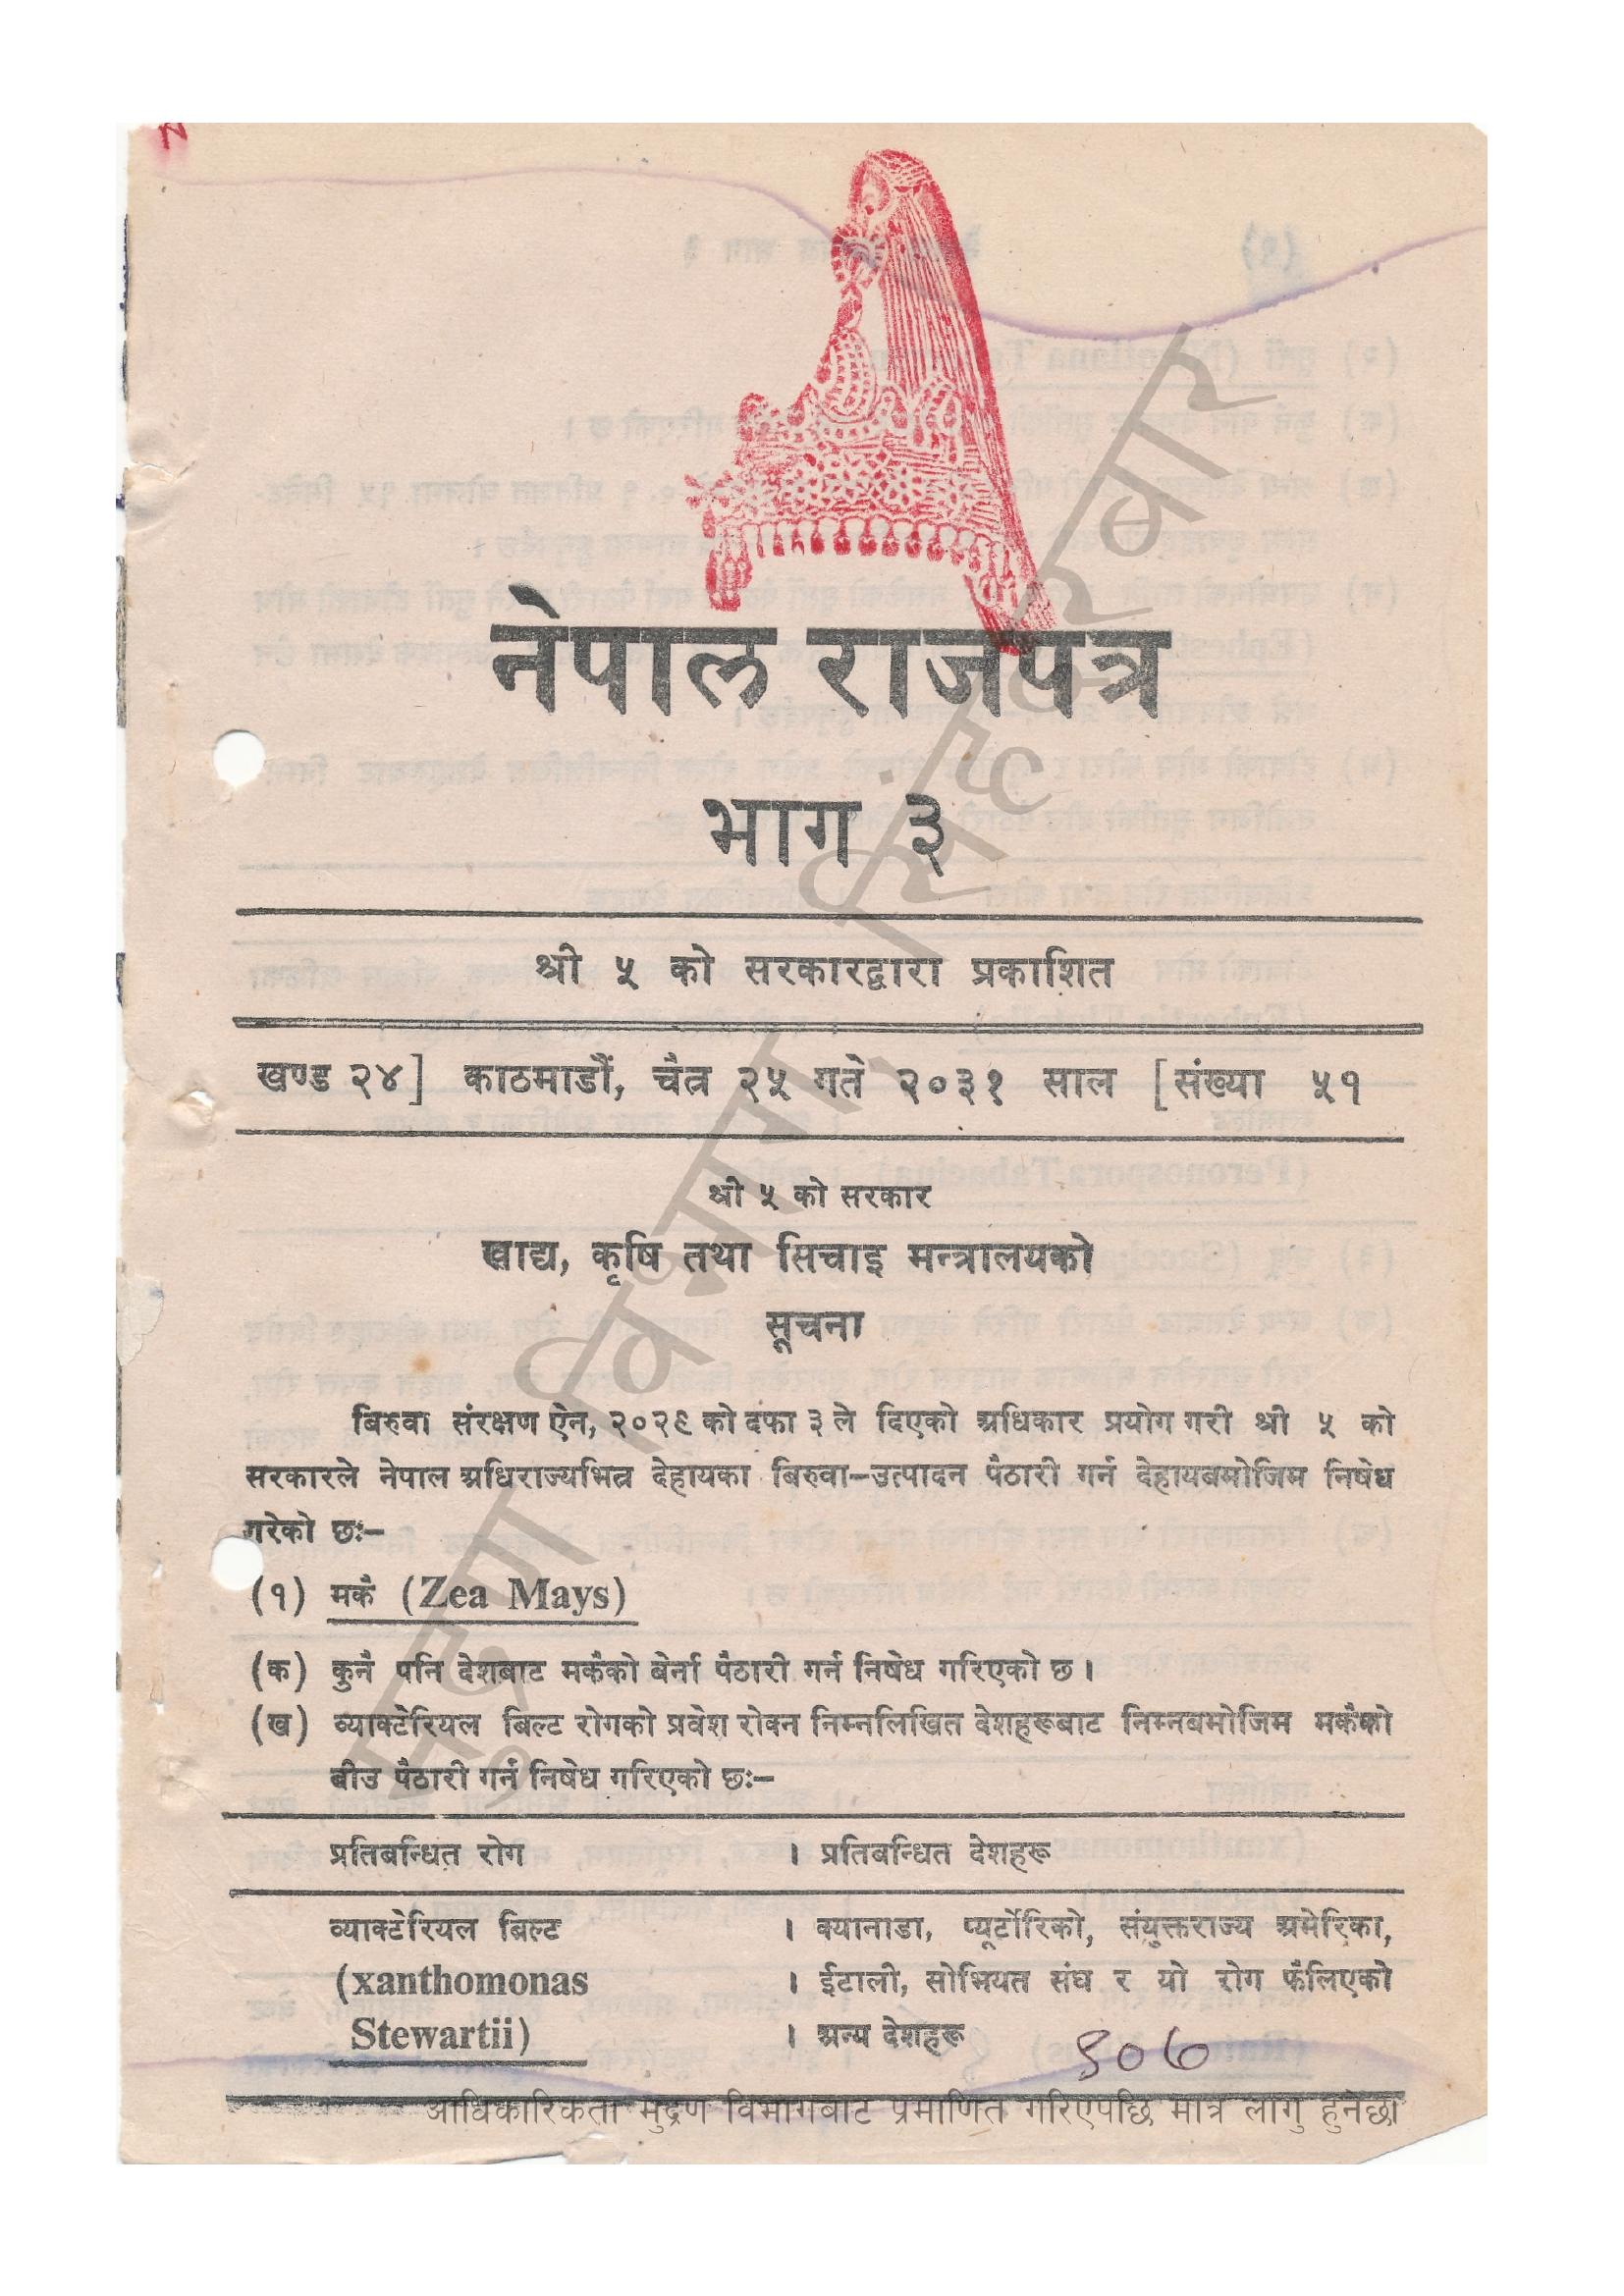 नेपाल राजपत्र
भाग ३
श्री ५ को सरकारद्वारा प्रकाशित
खण्ड २४] काठमाडौं, चैत्र २५ गते २०३१ साल [संख्या ५१
श्री ५ को सरकार
खाद्य, कृषि तथा सिचाइ मन्त्रालयको
सूचना
बिरुवा संरक्षण ऐन, २०२९ को दफा ३ ले दिएको अधिकार प्रयोग गरी श्री ५ को
सरकारले नेपाल अधिराज्यभित्र देहायका बिरुवा–उत्पादन पैठारी गर्न देहायबमोजिम निषेध
गरेको छः–
(१) मकै (Zea Mays)
(क) कुनै पनि देशबाट मकैको बेर्ना पैठारी गर्न निषेध गरिएको छ ।
(ख) व्याक्टेरियल बिल्ट रोगको प्रवेश रोक्न निम्नलिखित देशहरूबाट निम्नबमोजिम मकैको
बीउ पैठारी गर्न निषेध गरिएको छः–
प्रतिबन्धित रोग । प्रतिबन्धित देशहरू
व्याक्टेरियल बिल्ट । क्यानाडा, प्यूर्टोरिको, संयुक्तराज्य अमेरिका,
(xanthomonas । ईटाली, सोभियत संघ र यो रोग फैलिएको
Stewartii) । अन्य देशहरू
९०७
आधिकारिकता मुद्रण विभागबाट प्रमाणित गरिएपछि मात्र लागु हुनेछ।
मुद्रण विभाग, सिंहदरबार